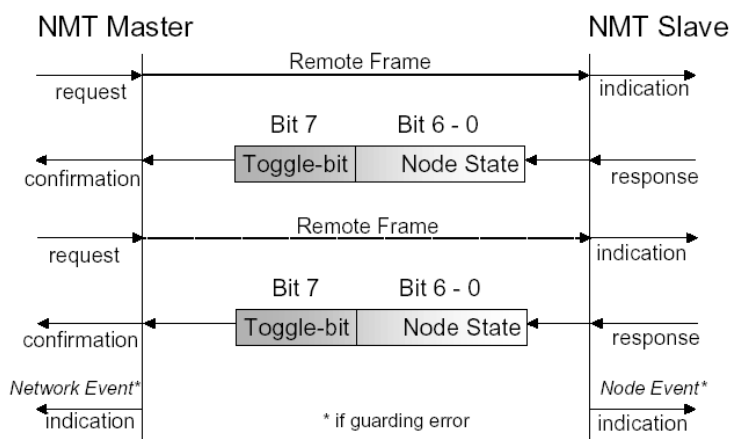 NMT Master NMT Slave
Remote Frame
request indication
Bit 7 Bit 6 - 0
Toggle-bit Node State
confirmation response
Remote Frame
request indication
Bit 7 Bit 6 - 0
Toggle-bit Node State
confirmation response
Network Event* Node Event*
indication * if guarding error indication